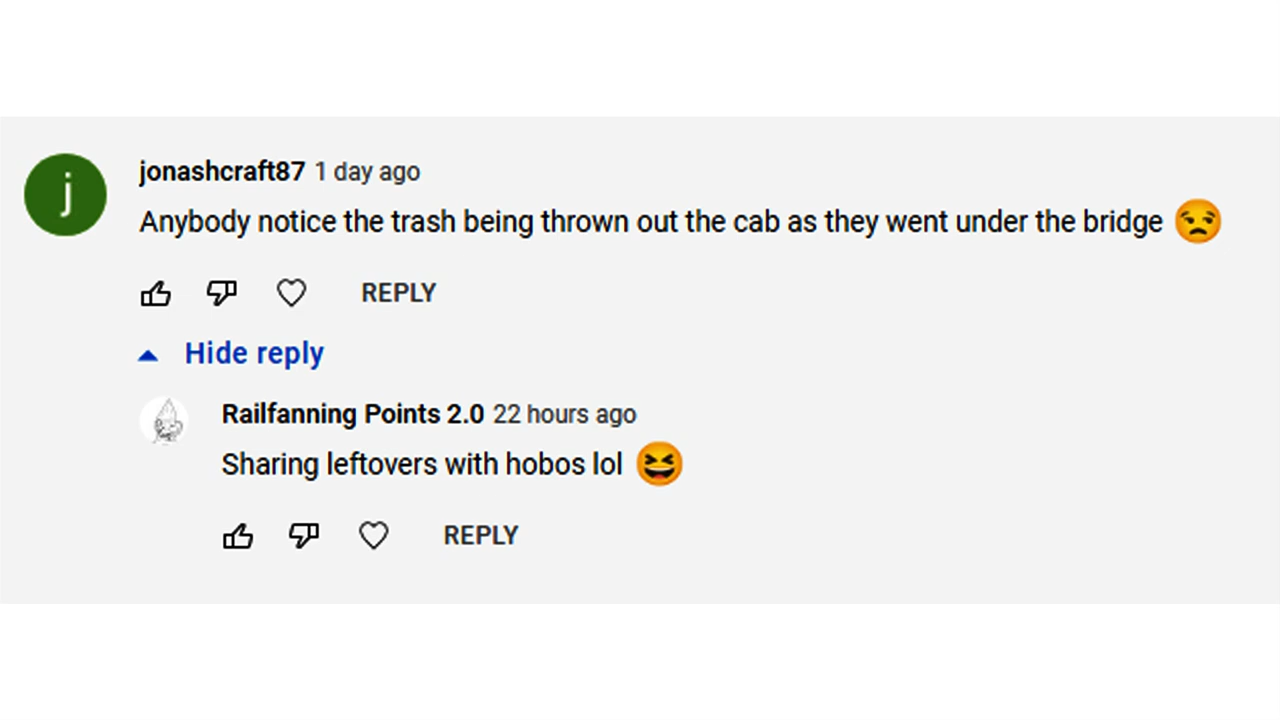 j
jonashcraft87 1 day ago
Anybody notice the trash being thrown out the cab as they went under the bridge 😒
REPLY
Hide reply
Railfanning Points 2.0 22 hours ago
Sharing leftovers with hobos lol 😆
REPLY